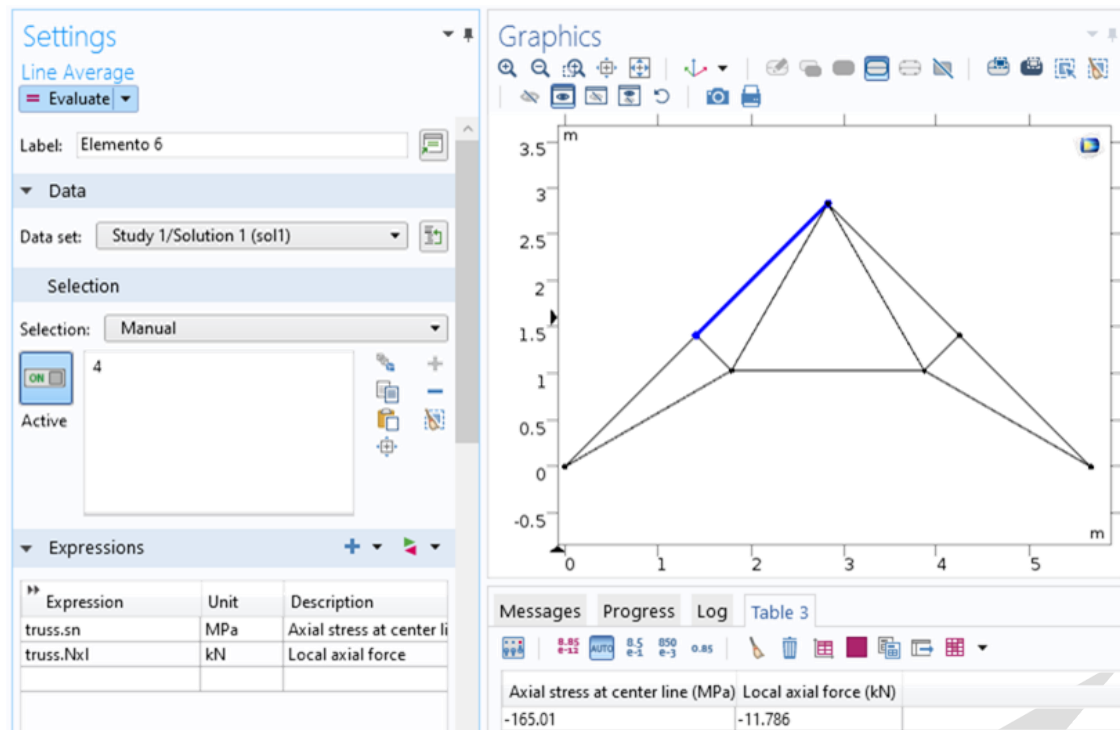 Settings
Line Average
= Evaluate
Label: Elemento 6
Data
Data set: Study 1/Solution 1 (sol1)
Selection
Selection: Manual
ON
Active
4
Expressions
Expression Unit Description
truss.sn MPa Axial stress at center li
truss.Nxl kN Local axial force
Graphics
m
3.5
3
2.5
2
1.5
1
0.5
0
-0.5
m
0 1 2 3 4 5
Messages Progress Log Table 3
8.85 e-12 AUTO 8.5 e-1 850 e-3 0.85
Axial stress at center line (MPa) Local axial force (kN)
-165.01 -11.786